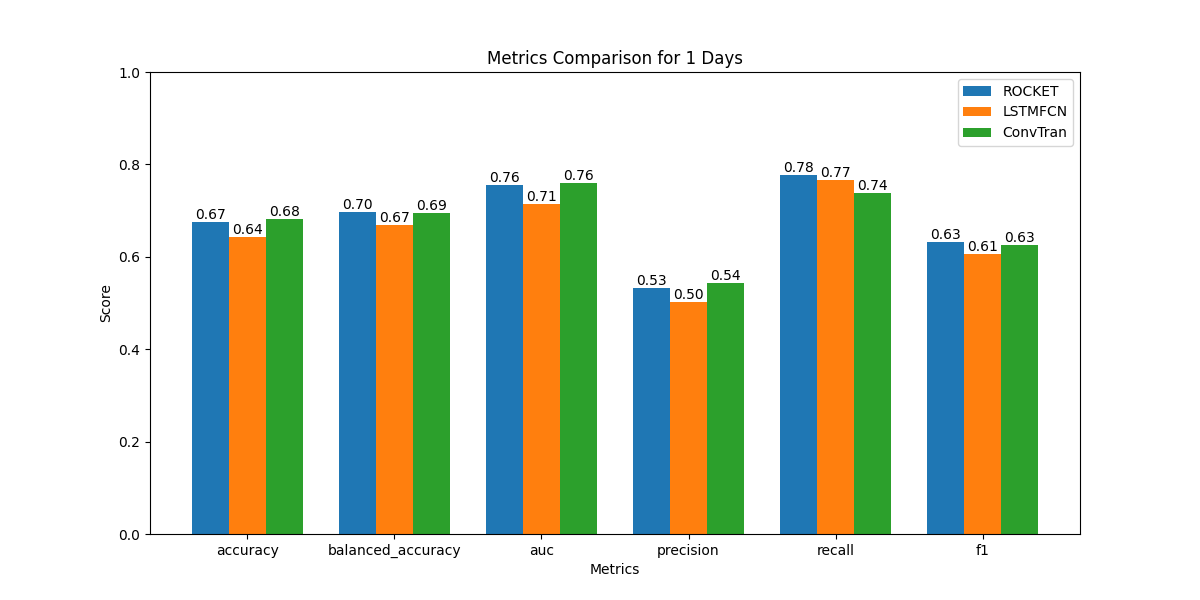 Metrics Comparison for 1 Days
1.0
0.8
0.6
0.4
0.2
0.0
Score
ROCKET
LSTMFCN
ConvTran
0.67
0.64
0.68
0.70
0.67
0.69
0.76
0.71
0.76
0.53
0.50
0.54
0.78
0.77
0.74
0.63
0.61
0.63
accuracy
balanced_accuracy
auc
precision
recall
f1
Metrics